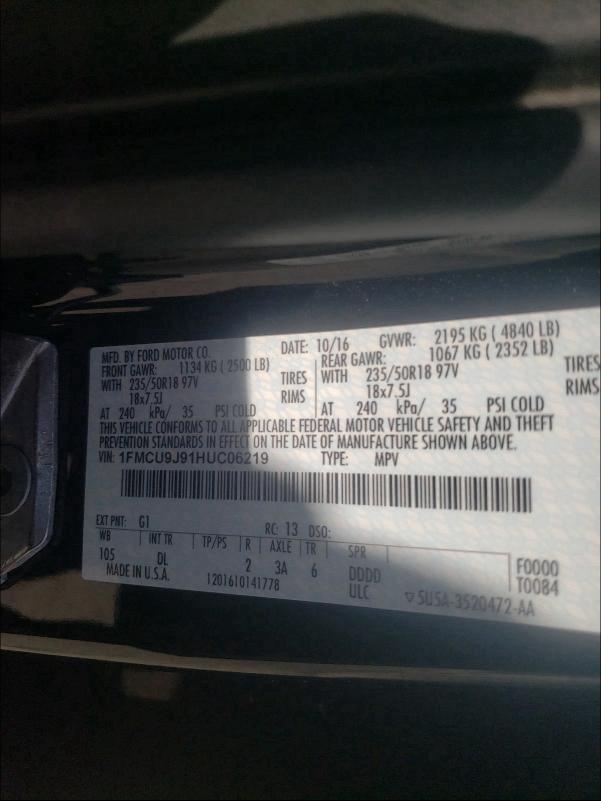 MFD. BY FORD MOTOR CO. DATE: 10/16 GVWR: 2195 KG ( 4840 LB)
FRONT GAWR: 1134 KG ( 2500 LB) REAR GAWR: 1067 KG ( 2352 LB)
WITH 235/50R18 97V TIRES WITH 235/50R18 97V TIRES
18x7.5J RIMS 18x7.5J RIMS
AT 240 kPa/ 35 PSI COLD AT 240 kPa/ 35 PSI COLD
THIS VEHICLE CONFORMS TO ALL APPLICABLE FEDERAL MOTOR VEHICLE SAFETY AND THEFT
PREVENTION STANDARDS IN EFFECT ON THE DATE OF MANUFACTURE SHOWN ABOVE.
VIN: 1FMCU9J91HUC06219 TYPE: MPV
EXT PNT: G1 RC: 13 DSO:
WB INT TR TP/PS R AXLE TR SPR
105 DL 2 3A 6 DDDD F0000
MADE IN U.S.A. 1201610141778 ULC T0084
▽5U5A-3520472-AA